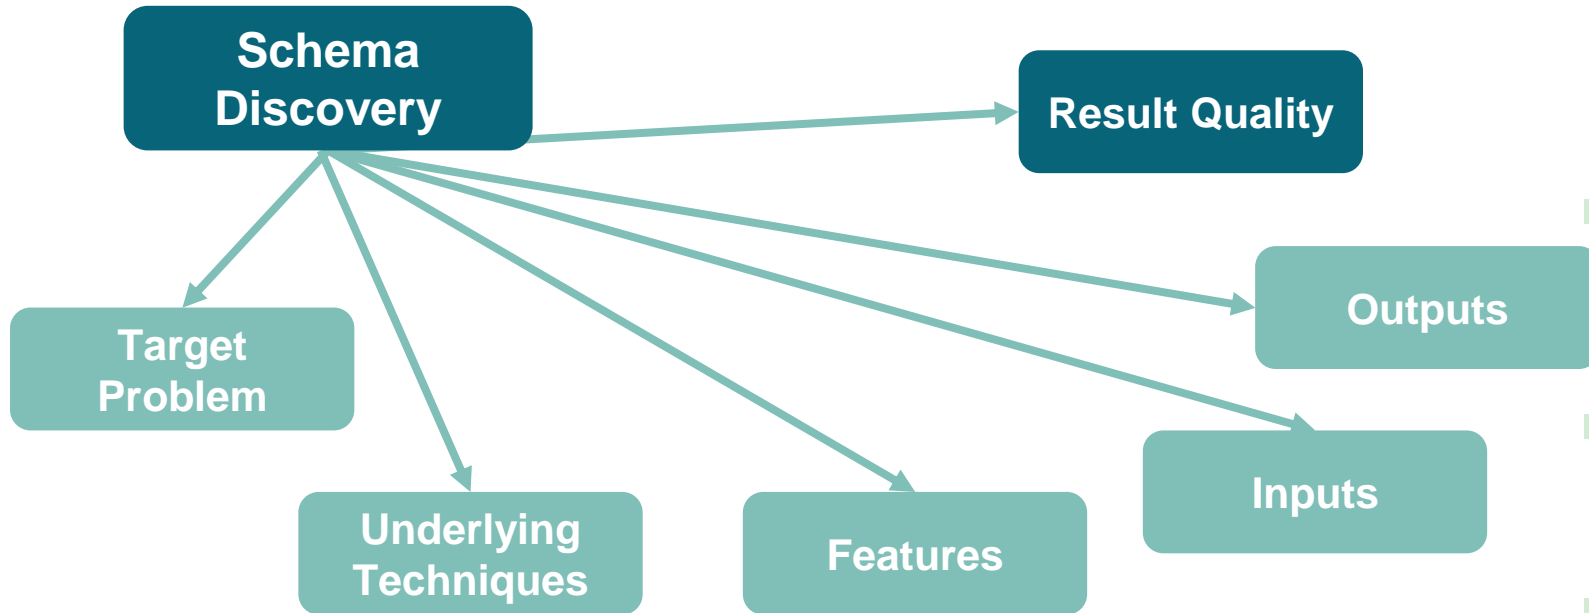 Schema
Discovery
Result Quality
Outputs
Target
Problem
Inputs
Underlying
Techniques
Features